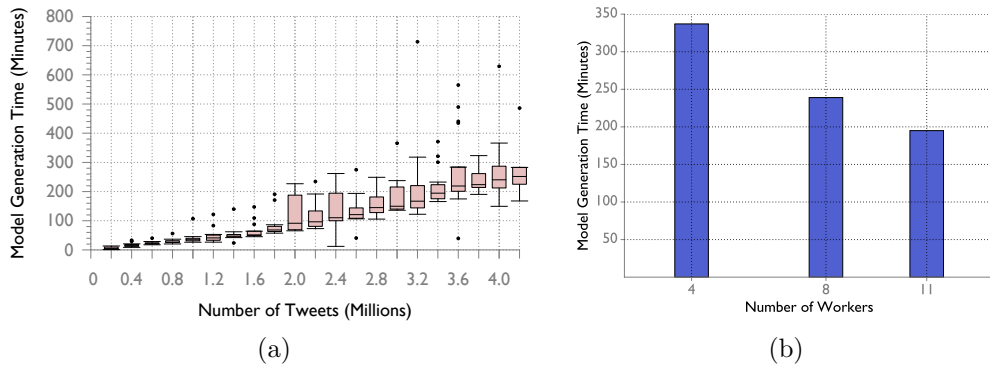 Model Generation Time (Minutes)
800
700
600
500
400
300
200
100
0
0 0.4 0.8 1.2 1.6 2.0 2.4 2.8 3.2 3.6 4.0
Number of Tweets (Millions)
(a)
Model Generation Time (Minutes)
350
300
250
200
150
100
50
4 8 11
Number of Workers
(b)